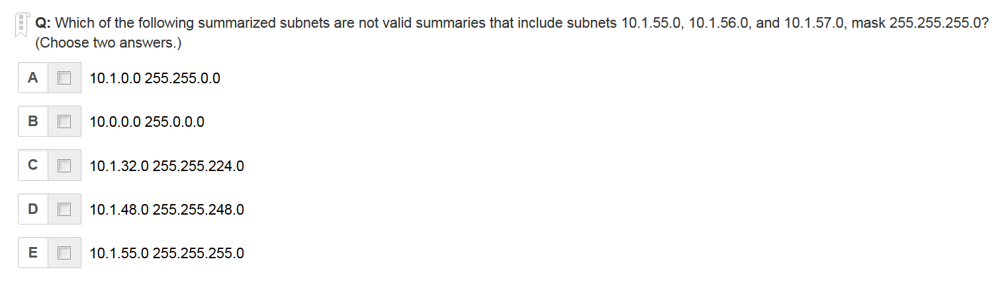 Q: Which of the following summarized subnets are not valid summaries that include subnets 10.1.55.0, 10.1.56.0, and 10.1.57.0, mask 255.255.255.0?
(Choose two answers.)
A 10.1.0.0 255.255.0.0
B 10.0.0.0 255.0.0.0
C 10.1.32.0 255.255.224.0
D 10.1.48.0 255.255.248.0
E 10.1.55.0 255.255.255.0